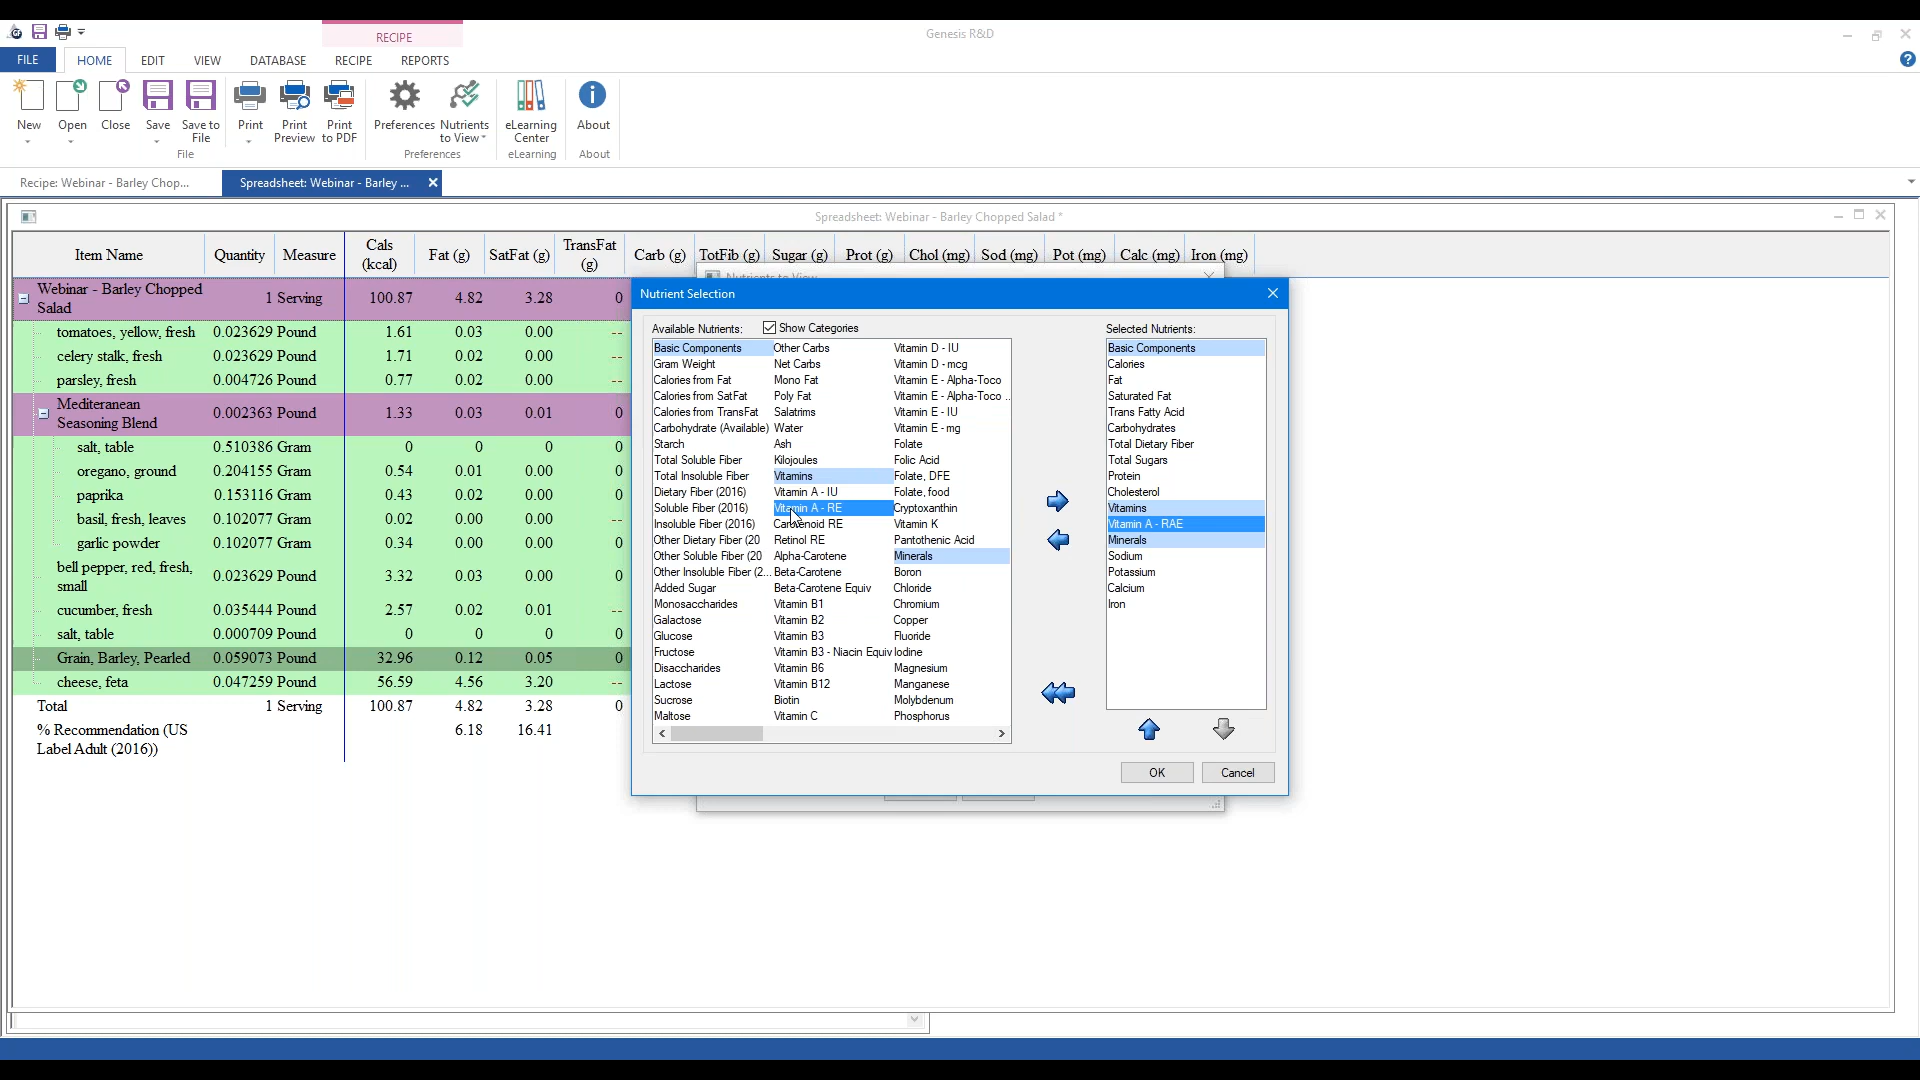 RECIPE
Genesis R&D
FILE
HOME
EDIT
VIEW
DATABASE
RECIPE
REPORTS
New
Open
Close
Save
Save to
File
Print
Print
Preview
Print
to PDF
Preferences
Nutrients
to View
eLearning
Center
About
File
Preferences
eLearning
About
Recipe: Webinar - Barley Chop...
Spreadsheet: Webinar - Barley ...
Spreadsheet: Webinar - Barley Chopped Salad *
Item Name Quantity Measure Cals (kcal) Fat (g) SatFat (g) TransFat (g) Carb (g) TotFib (g) Sugar (g) Prot (g) Chol (mg) Sod (mg) Pot (mg) Calc (mg) Iron (mg)
Webinar - Barley Chopped Salad 1 Serving 100.87 4.82 3.28 0
tomatoes, yellow, fresh 0.023629 Pound 1.61 0.03 0.00 --
celery stalk, fresh 0.023629 Pound 1.71 0.02 0.00 --
parsley, fresh 0.004726 Pound 0.77 0.02 0.00 --
Mediteranean Seasoning Blend 0.002363 Pound 1.33 0.03 0.01 0
salt, table 0.510386 Gram 0 0 0 0
oregano, ground 0.204155 Gram 0.54 0.01 0.00 0
paprika 0.153116 Gram 0.43 0.02 0.00 0
basil, fresh, leaves 0.102077 Gram 0.02 0.00 0.00 0
garlic powder 0.102077 Gram 0.34 0.00 0.00 0
bell pepper, red, fresh, small 0.023629 Pound 3.32 0.03 0.00 0
cucumber, fresh 0.035444 Pound 2.57 0.02 0.01 --
salt, table 0.000709 Pound 0 0 0 0
Grain, Barley, Pearled 0.059073 Pound 32.96 0.12 0.05 0
cheese, feta 0.047259 Pound 56.59 4.56 3.20 --
Total 1 Serving 100.87 4.82 3.28 0
% Recommendation (US Label Adult (2016)) 6.18 16.41
Nutrients to View
Nutrient Selection
Available Nutrients:
Show Categories
Basic Components
Gram Weight
Calories from Fat
Calories from SatFat
Calories from TransFat
Carbohydrate (Available)
Starch
Total Soluble Fiber
Total Insoluble Fiber
Dietary Fiber (2016)
Soluble Fiber (2016)
Insoluble Fiber (2016)
Other Dietary Fiber (20
Other Soluble Fiber (20
Other Insoluble Fiber (2...
Added Sugar
Monosaccharides
Galactose
Glucose
Fructose
Disaccharides
Lactose
Sucrose
Maltose
Other Carbs
Net Carbs
Mono Fat
Poly Fat
Salatrims
Water
Ash
Kilojoules
Vitamins
Vitamin A - IU
Vitamin A - RE
Carotenoid RE
Retinol RE
Alpha-Carotene
Beta-Carotene
Beta-Carotene Equiv
Vitamin B1
Vitamin B2
Vitamin B3
Vitamin B3 - Niacin Equiv
Vitamin B6
Vitamin B12
Biotin
Vitamin C
Vitamin D - IU
Vitamin D - mcg
Vitamin E - Alpha-Toco
Vitamin E - Alpha-Toco ..
Vitamin E - IU
Vitamin E - mg
Folate
Folic Acid
Folate, DFE
Folate, food
Cryptoxanthin
Vitamin K
Pantothenic Acid
Minerals
Boron
Chloride
Chromium
Copper
Fluoride
Iodine
Magnesium
Manganese
Molybdenum
Phosphorus
Selected Nutrients:
Basic Components
Calories
Fat
Saturated Fat
Trans Fatty Acid
Carbohydrates
Total Dietary Fiber
Total Sugars
Protein
Cholesterol
Vitamins
Vitamin A - RAE
Minerals
Sodium
Potassium
Calcium
Iron
OK
Cancel